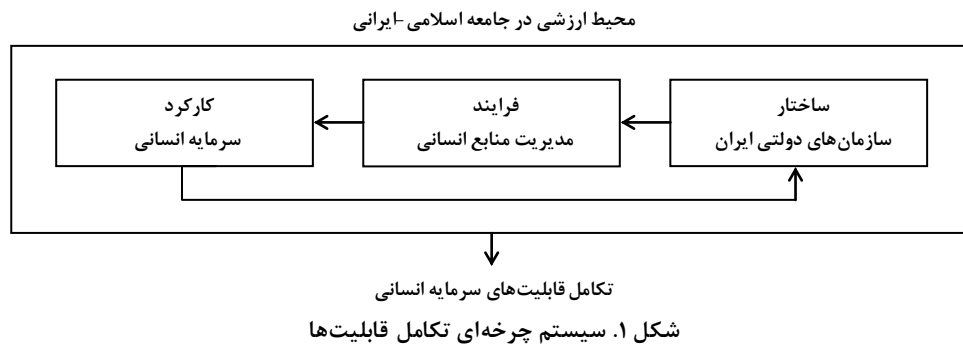 محیط ارزشی در جامعه اسلامی-ایرانی
ساختار
سازمان‌های دولتی ایران
فرایند
مدیریت منابع انسانی
کارکرد
سرمایه انسانی
تکامل قابلیت‌های سرمایه انسانی
شکل ۱. سیستم چرخه‌ای تکامل قابلیت‌ها